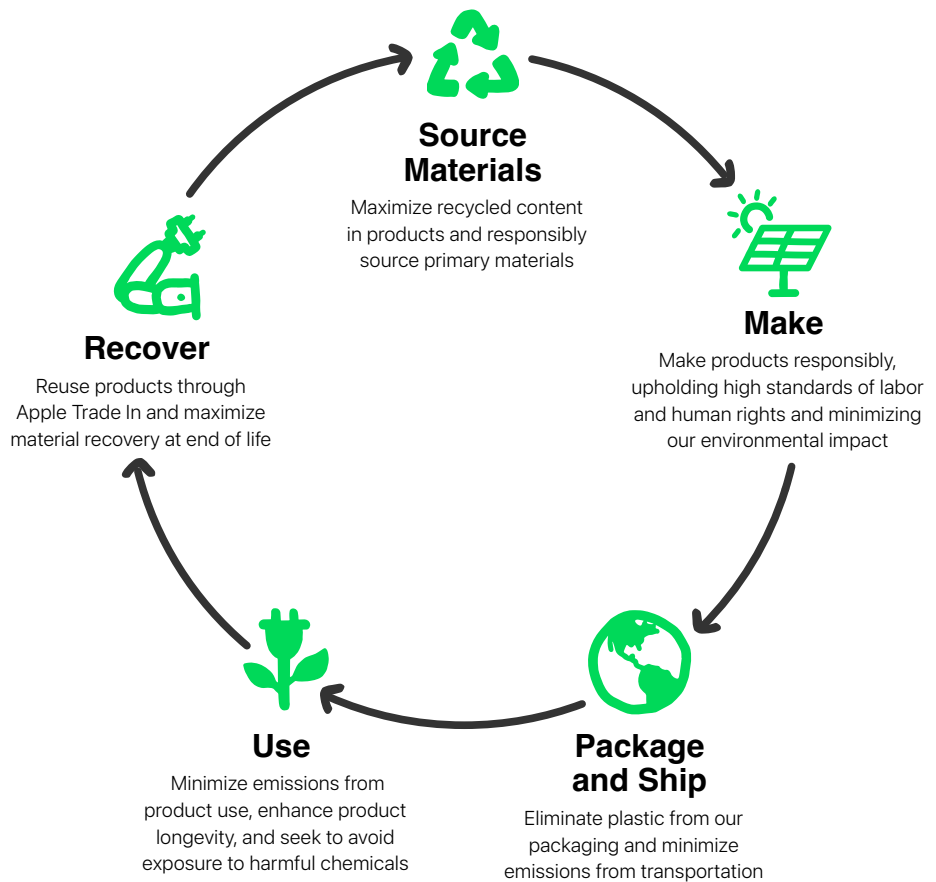 Source
Materials
Maximize recycled content
in products and responsibly
source primary materials
Make
Make products responsibly,
upholding high standards of labor
and human rights and minimizing
our environmental impact
Package
and Ship
Eliminate plastic from our
packaging and minimize
emissions from transportation
Use
Minimize emissions from
product use, enhance product
longevity, and seek to avoid
exposure to harmful chemicals
Recover
Reuse products through
Apple Trade In and maximize
material recovery at end of life